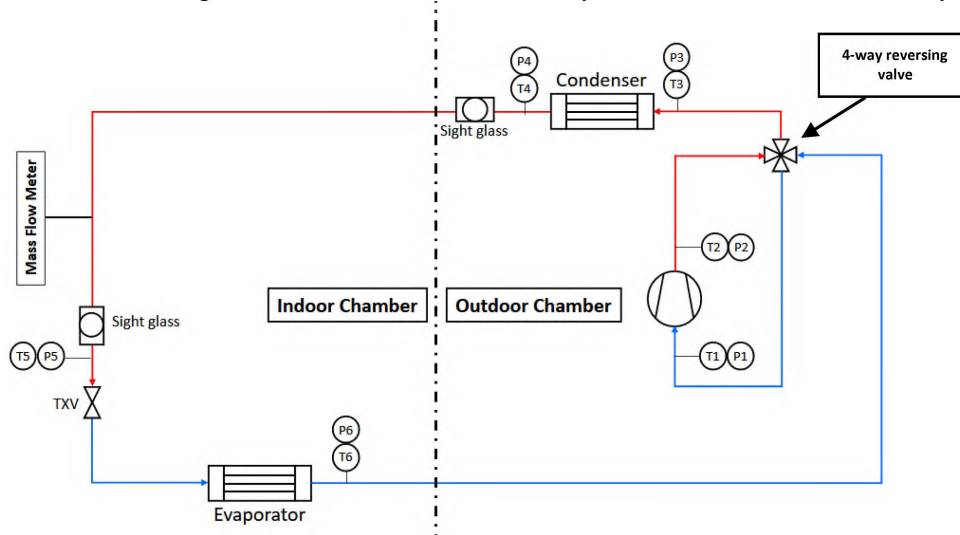 4-way reversing
valve
P4
T4
Condenser
P3
T3
Sight glass
Mass Flow Meter
T2 P2
Indoor Chamber
Outdoor Chamber
Sight glass
T5 P5
T1 P1
TXV
P6
T6
Evaporator